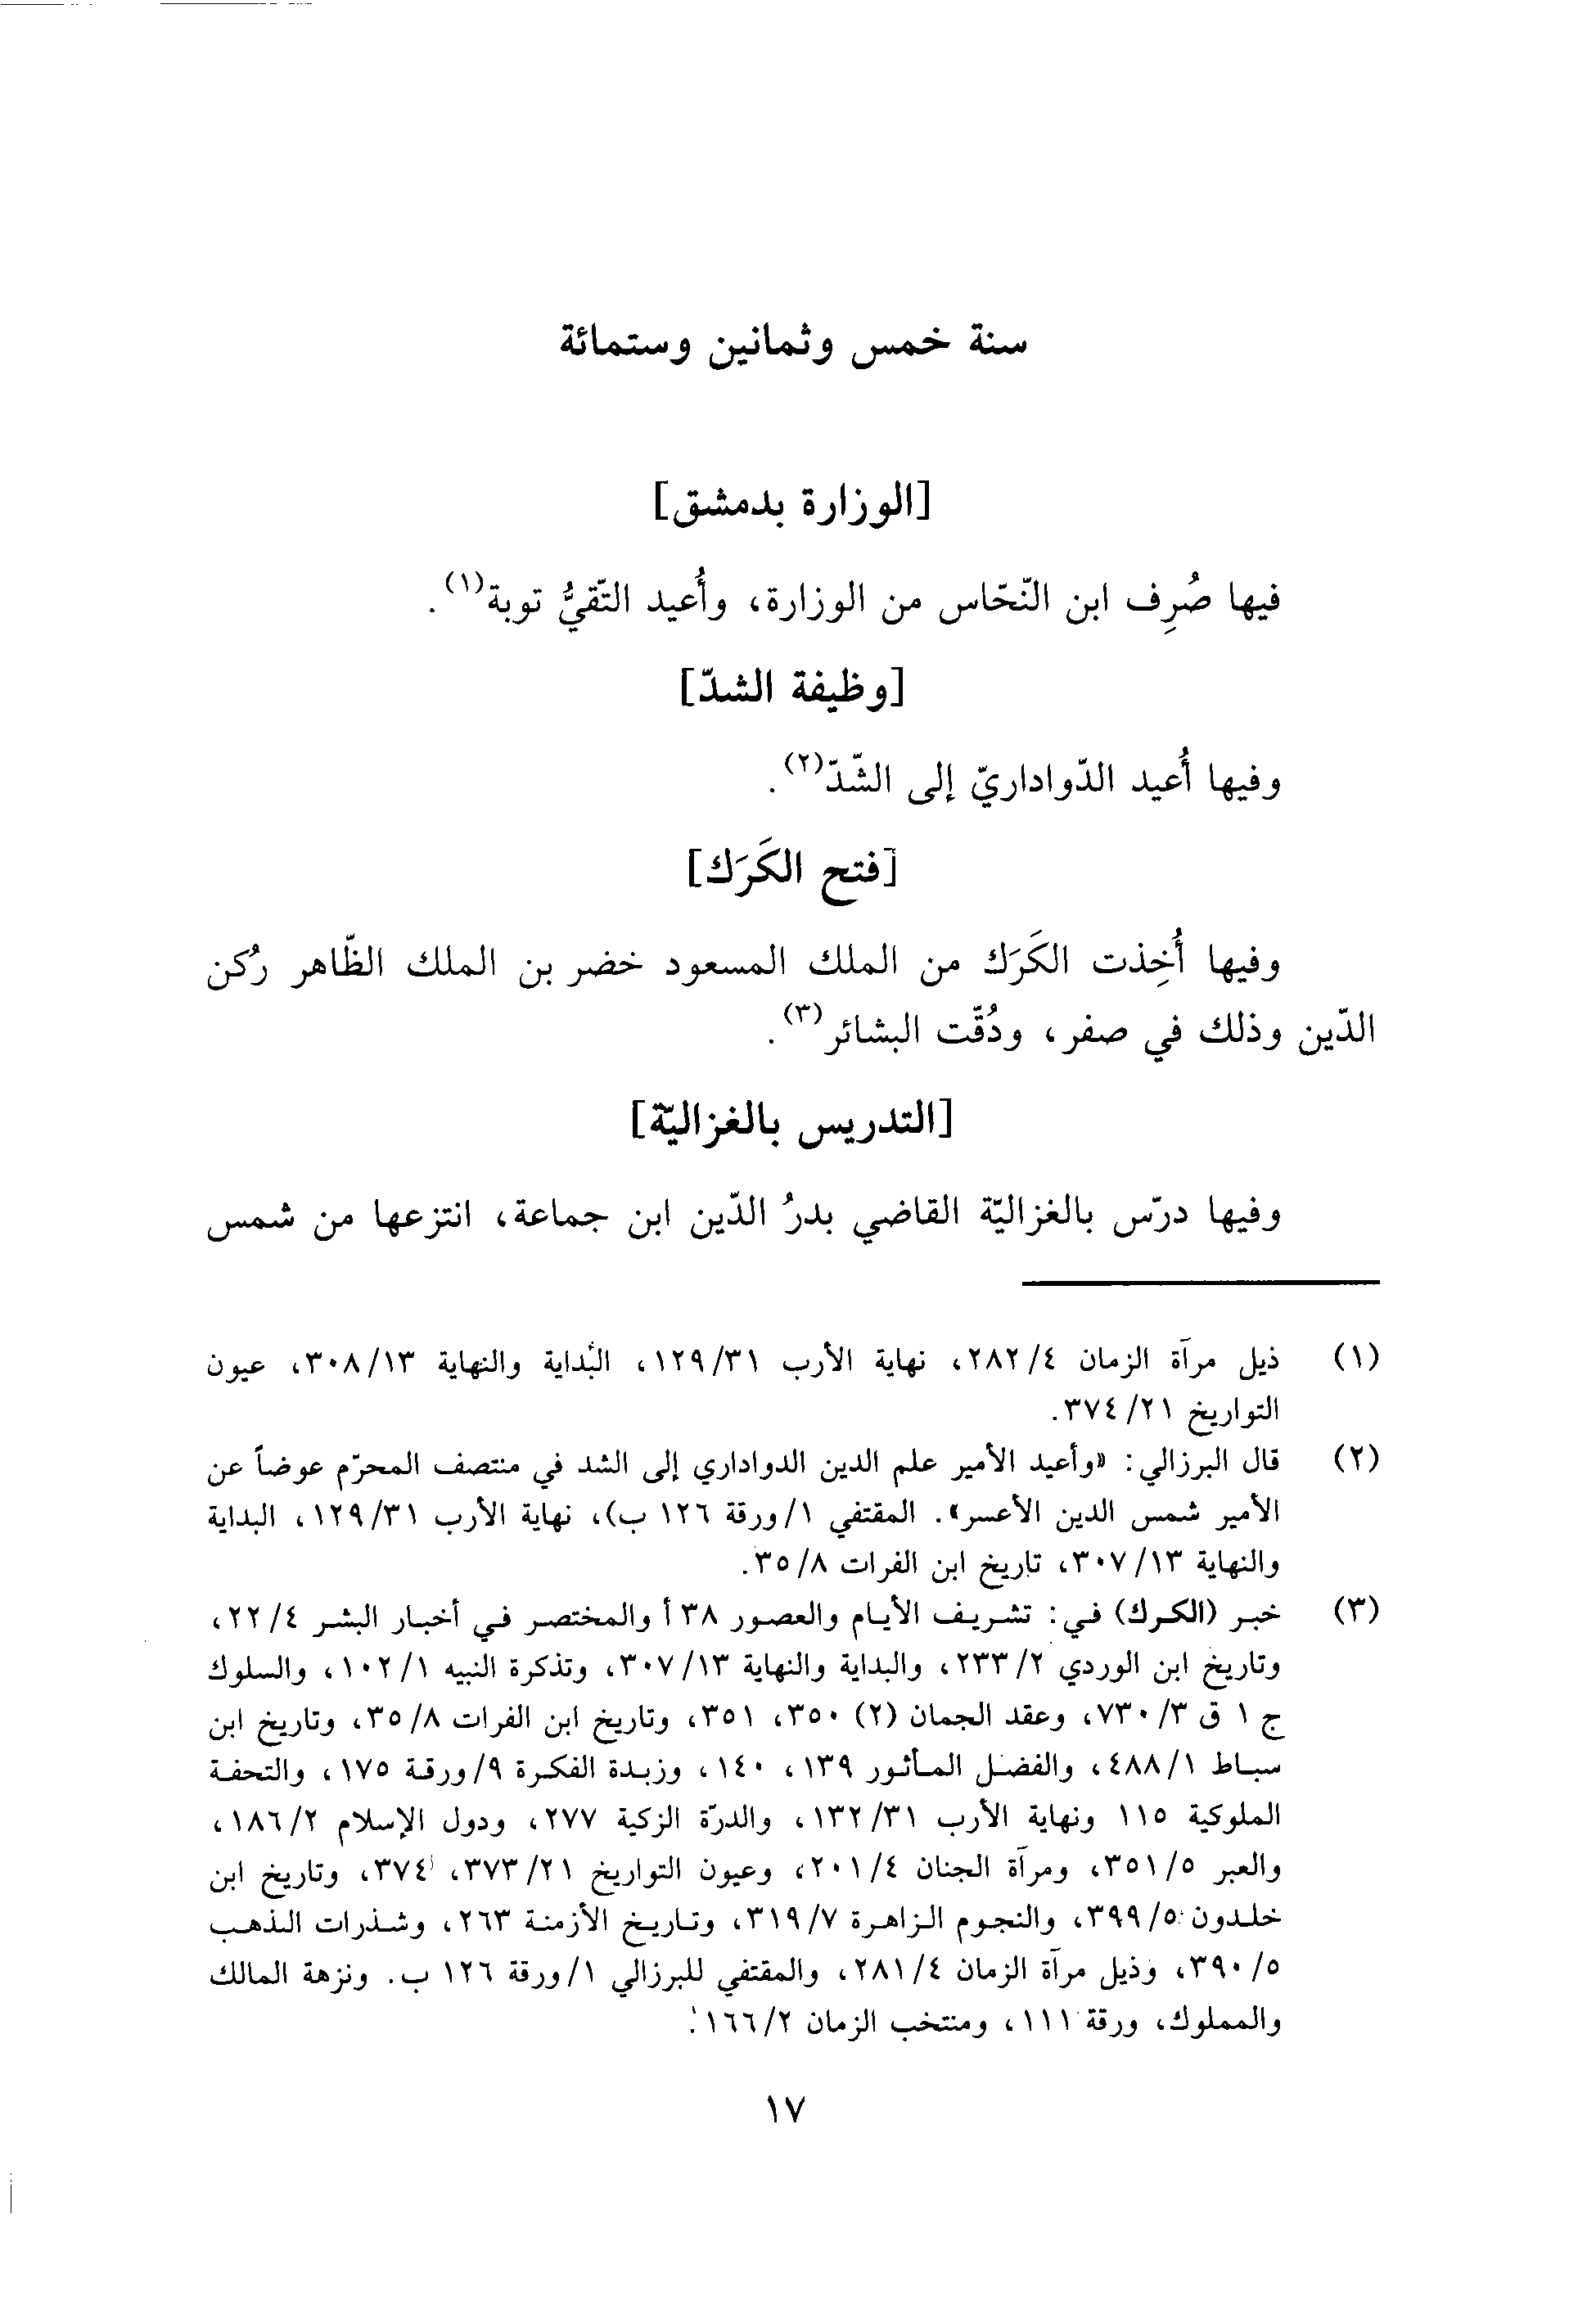 سنة خمس وثمانين وستمائة
[الوزارة بدمشق]
فيها صُرِف ابن النّحّاس من الوزارة، وأُعيد التّقيُّ توبة(١).
[وظيفة الشدّ]
وفيها أُعيد الدّواداريّ إلى الشّدّ(٢).
[فتح الكَرَك]
وفيها أُخِذت الكَرَك من الملك المسعود خضر بن الملك الظّاهر رُكن
الدّين وذلك في صفر، ودُقّت البشائر(٣).
[التدريس بالغزاليّة]
وفيها درّس بالغزاليّة القاضي بدرُ الدّين ابن جماعة، انتزعها من شمس
(١) ذيل مرآة الزمان ٤/ ٢٨٢، نهاية الأرب ٣١/ ١٢٩، البداية والنهاية ١٣/ ٣٠٨، عيون
التواريخ ٢١/ ٣٧٤.
(٢) قال البرزالي: «وأعيد الأمير علم الدين الدواداري إلى الشد في منتصف المحرّم عوضاً عن
الأمير شمس الدين الأعسر». المقتفي ١/ ورقة ١٢٦ ب)، نهاية الأرب ٣١/ ١٢٩، البداية
والنهاية ١٣/ ٣٠٧، تاريخ ابن الفرات ٨/ ٣٥.
(٣) خبر (الكرك) في: تشريف الأيام والعصور ٣٨ أ والمختصر في أخبار البشر ٤/ ٢٢،
وتاريخ ابن الوردي ٢/ ٢٣٣، والبداية والنهاية ١٣/ ٣٠٧، وتذكرة النبيه ١/ ١٠٢، والسلوك
ج ١ ق ٣/ ٧٣٠، وعقد الجمان (٢) ٣٥٠، ٣٥١، وتاريخ ابن الفرات ٨/ ٣٥، وتاريخ ابن
سباط ١/ ٤٨٨، والفضل المأثور ١٣٩، ١٤٠، وزبدة الفكرة ٩/ ورقة ١٧٥، والتحفة
الملوكية ١١٥ ونهاية الأرب ٣١/ ١٣٢، والدرّة الزكية ٢٧٧، ودول الإسلام ٢/ ١٨٦،
والعبر ٥/ ٣٥١، ومرآة الجنان ٤/ ٢٠١، وعيون التواريخ ٢١/ ٣٧٣، ٣٧٤، وتاريخ ابن
خلدون ٥/ ٣٩٩، والنجوم الزاهرة ٧/ ٣١٩، وتاريخ الأزمنة ٢٦٣، وشذرات الذهب
٥/ ٣٩٠، وذيل مرآة الزمان ٤/ ٢٨١، والمقتفي للبرزالي ١/ ورقة ١٢٦ ب. ونزهة المالك
والمملوك، ورقة ١١١، ومنتخب الزمان ٢/ ١٦٦.
١٧